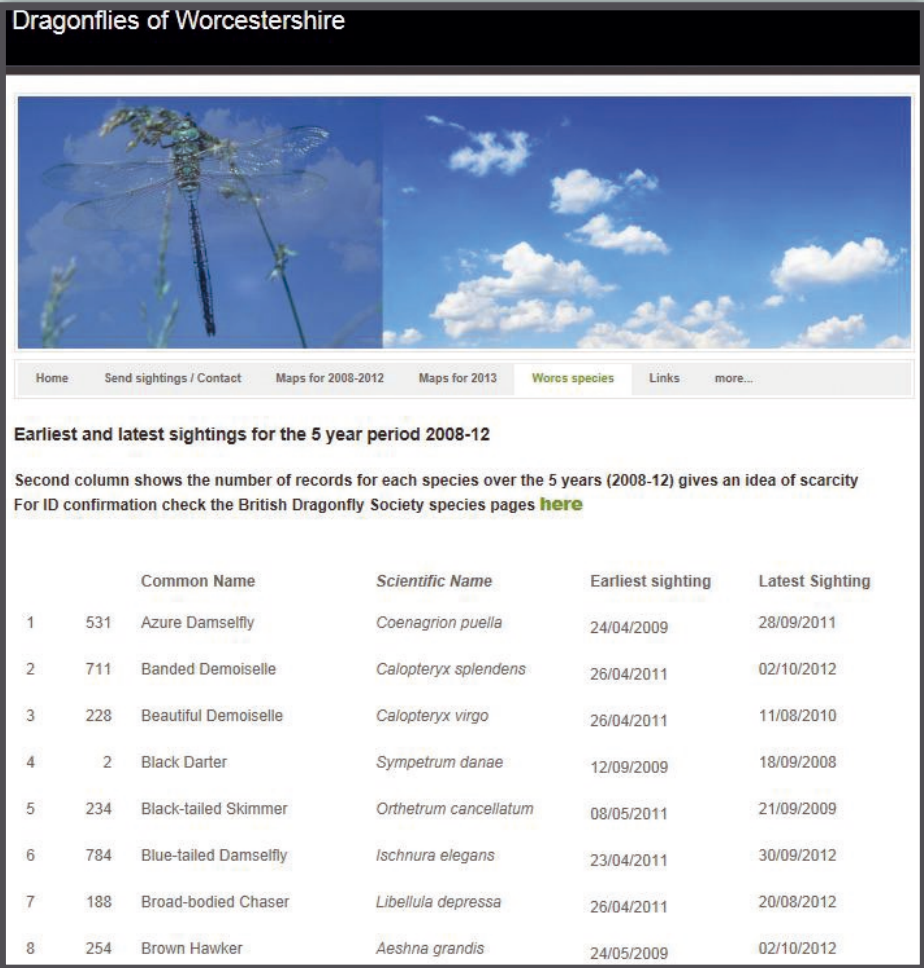 Dragonflies of Worcestershire
Home Send sightings / Contact Maps for 2008-2012 Maps for 2013 Worcs species Links more...
Earliest and latest sightings for the 5 year period 2008-12
Second column shows the number of records for each species over the 5 years (2008-12) gives an idea of scarcity
For ID confirmation check the British Dragonfly Society species pages here
Common Name Scientific Name Earliest sighting Latest Sighting
1 531 Azure Damselfly Coenagrion puella 24/04/2009 28/09/2011
2 711 Banded Demoiselle Calopteryx splendens 26/04/2011 02/10/2012
3 228 Beautiful Demoiselle Calopteryx virgo 26/04/2011 11/08/2010
4 2 Black Darter Sympetrum danae 12/09/2009 18/09/2008
5 234 Black-tailed Skimmer Orthetrum cancellatum 08/05/2011 21/09/2009
6 784 Blue-tailed Damselfly Ischnura elegans 23/04/2011 30/09/2012
7 188 Broad-bodied Chaser Libellula depressa 26/04/2011 20/08/2012
8 254 Brown Hawker Aeshna grandis 24/05/2009 02/10/2012